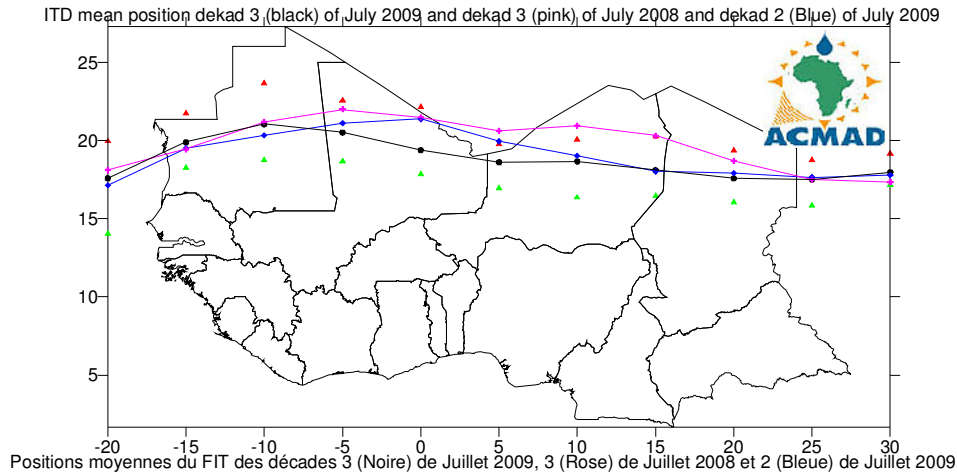 ITD mean position dekad 3 (black) of July 2009 and dekad 3 (pink) of July 2008 and dekad 2 (Blue) de July 2009
25
20
15
10
5
ACMAD
-20 -15 -10 -5 0 5 10 15 20 25 30
Positions moyennes du FIT des décades 3 (Noire) de Juillet 2009, 3 (Rose) de Juillet 2008 et 2 (Bleue) de Juillet 2009